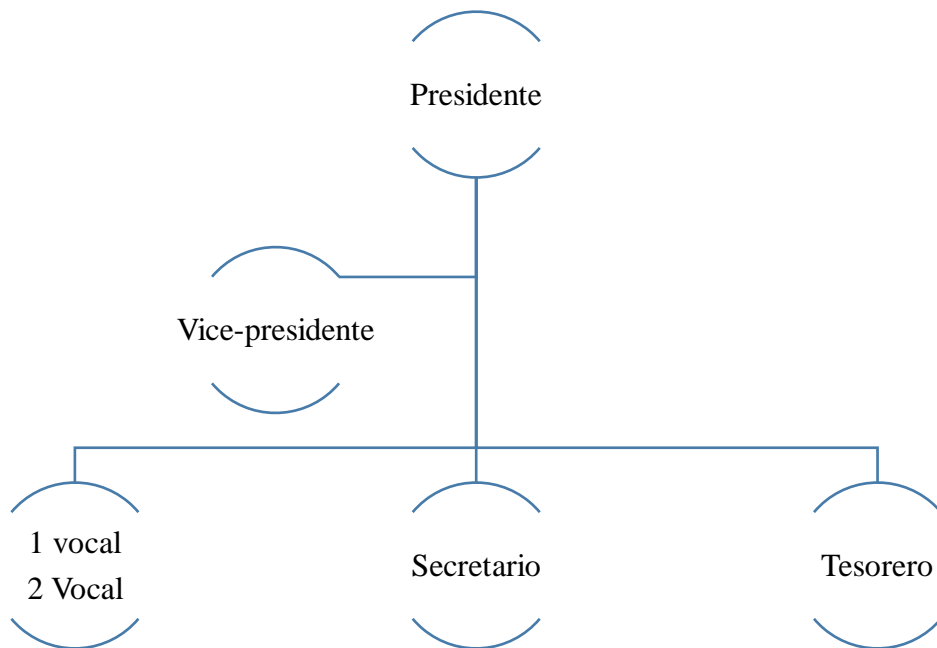 Presidente
Vice-presidente
1 vocal
2 Vocal
Secretario
Tesorero